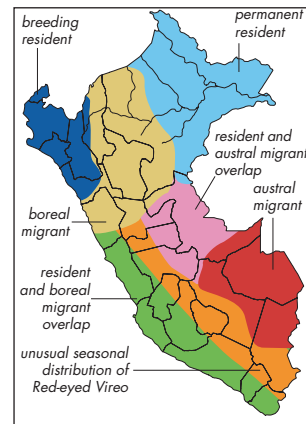 breeding
resident
permanent
resident
resident and
austral migrant
overlap
austral
migrant
boreal
migrant
resident
and boreal
migrant
overlap
unusual seasonal
distribution of
Red-eyed Vireo